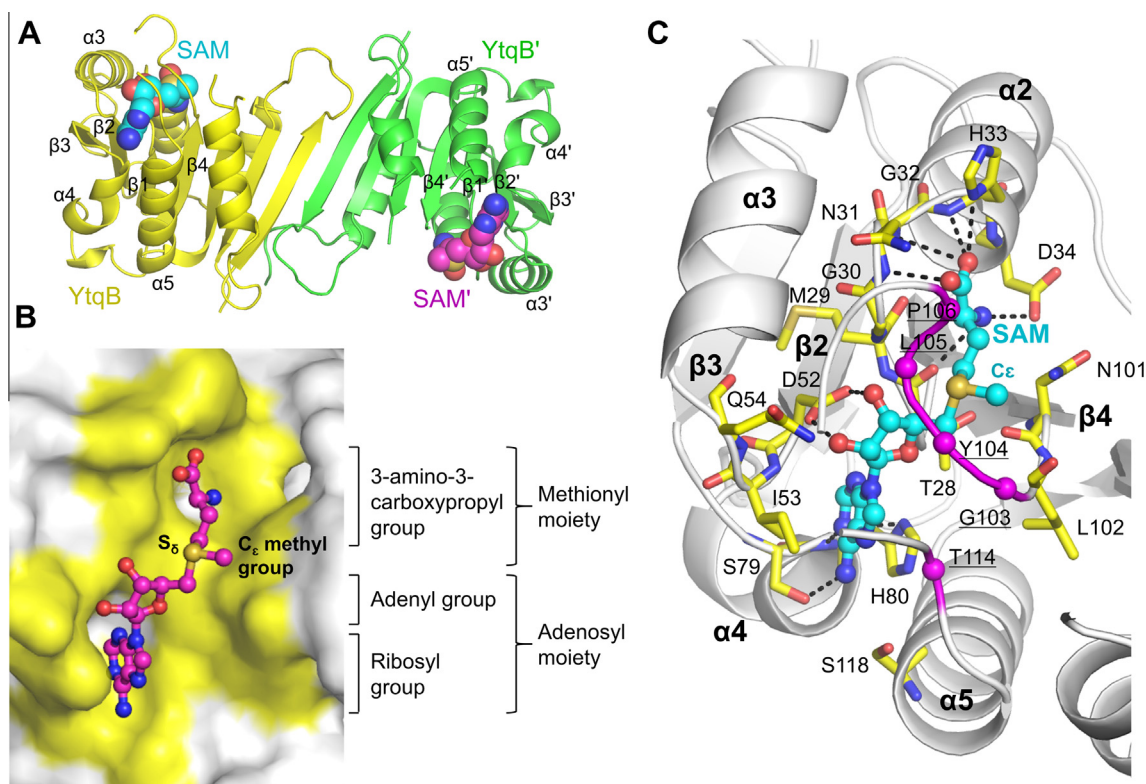 A
α3
SAM
YtqB'
α5'
β2
β3
β4
α4'
β1
β4'
β1'
β2'
β3'
α4
α5
YtqB
SAM'
α3'
B
Sδ
Cε methyl
group
3-amino-3-
carboxypropyl
group
Methionyl
moiety
Adenyl group
Ribosyl
group
Adenosyl
moiety
C
α2
H33
G32
α3
N31
D34
G30
M29
P106
SAM
β2
L105
β3
Cε
N101
D52
Q54
β4
Y104
T28
I53
G103
L102
S79
T114
H80
α4
S118
α5